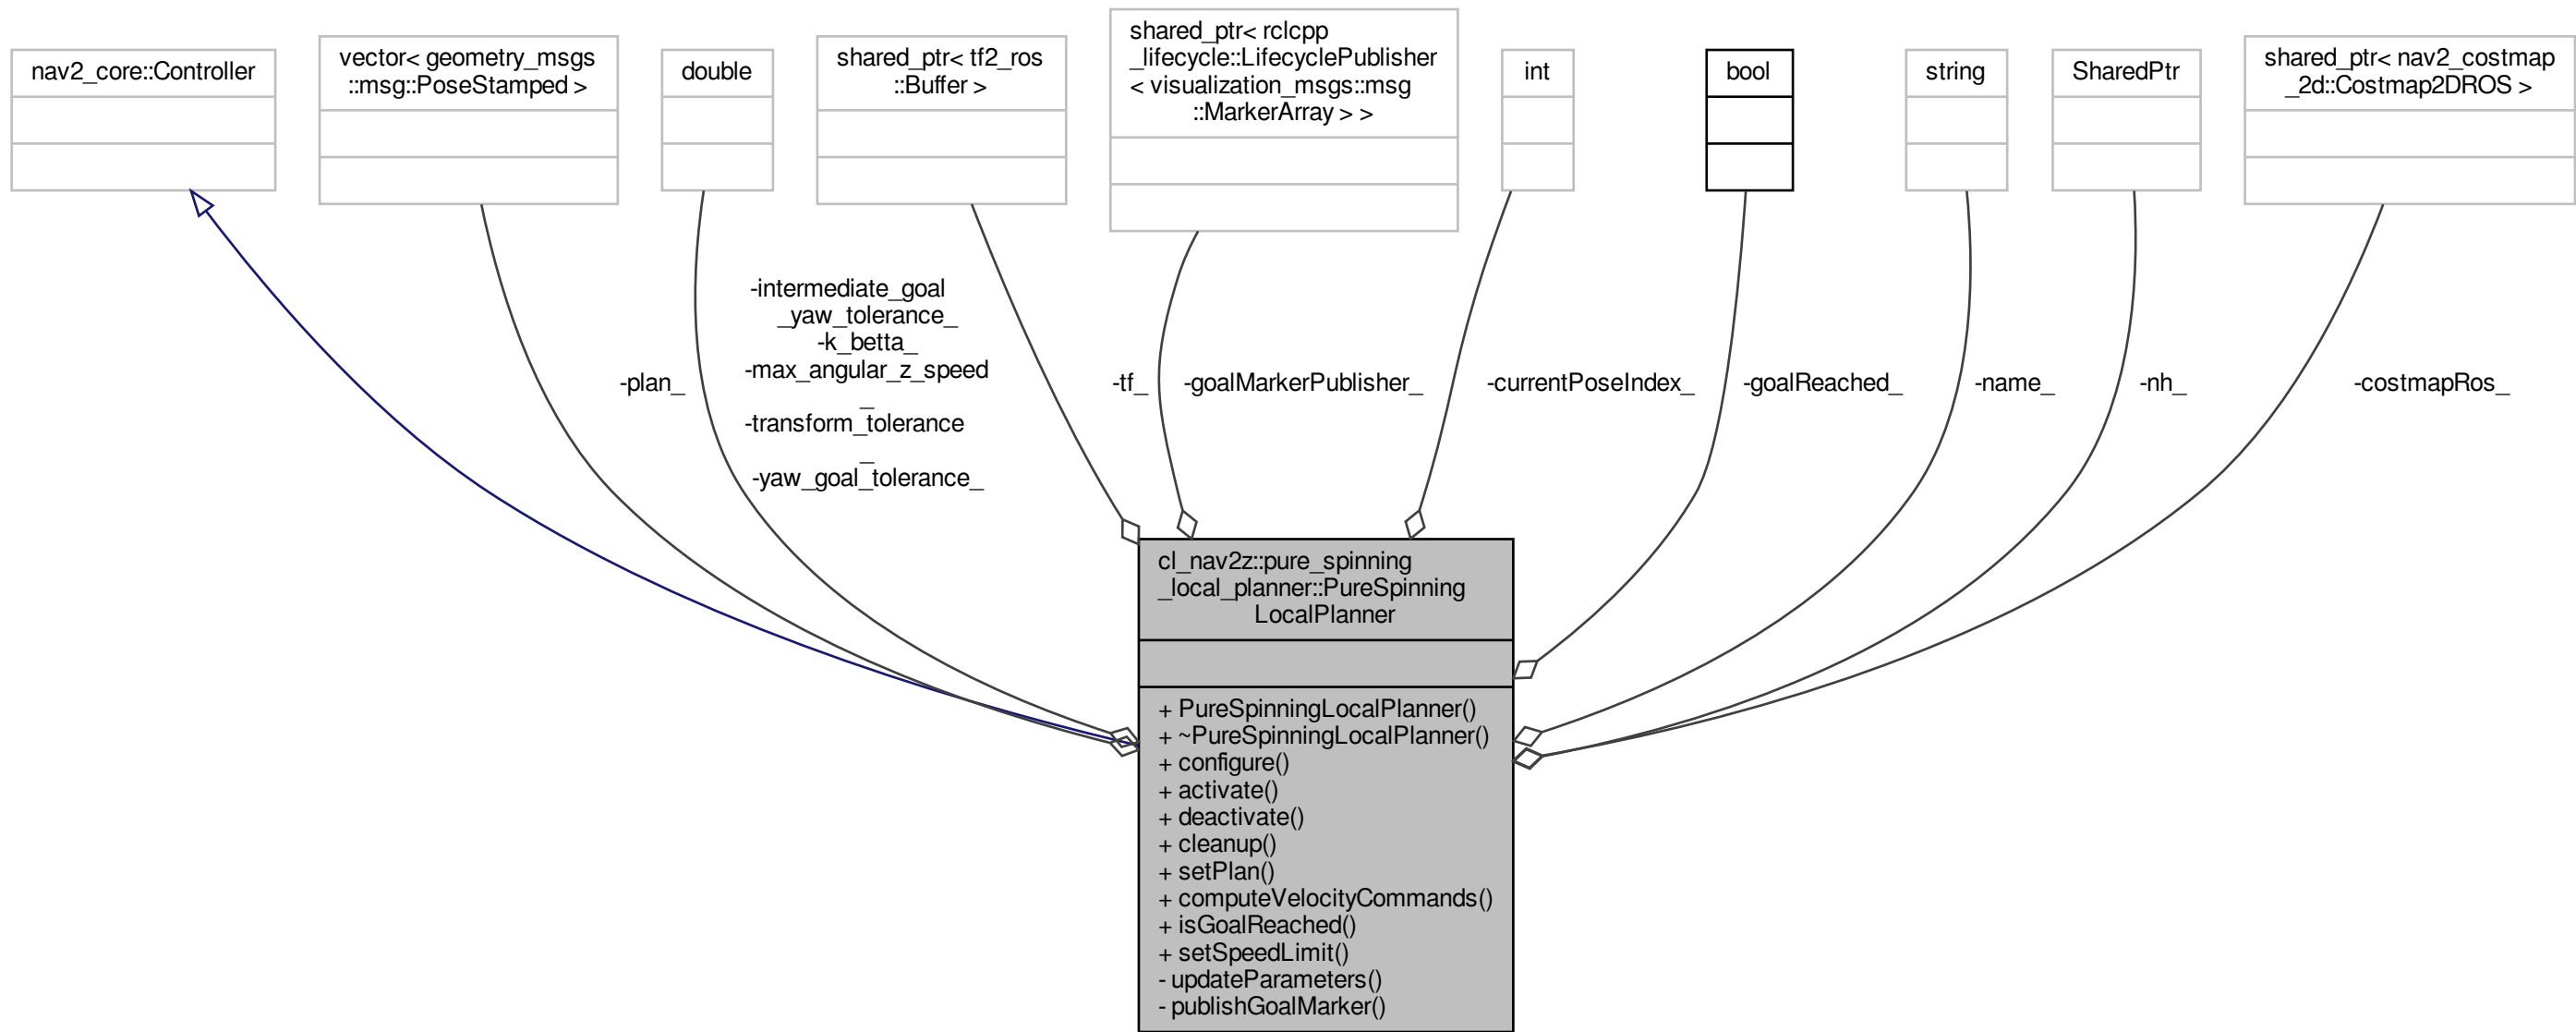 nav2_core::Controller
vector< geometry_msgs
::msg::PoseStamped >
double
shared_ptr< tf2_ros
::Buffer >
shared_ptr< rclcpp
_lifecycle::LifecyclePublisher
< visualization_msgs::msg
::MarkerArray > >
int
bool
string
SharedPtr
shared_ptr< nav2_costmap
_2d::Costmap2DROS >
-plan_
-intermediate_goal
_yaw_tolerance_
-k_betta_
-max_angular_z_speed
_
-transform_tolerance
_
-yaw_goal_tolerance_
-tf_
-goalMarkerPublisher_
-currentPoseIndex_
-goalReached_
-name_
-nh_
-costmapRos_
cl_nav2z::pure_spinning
_local_planner::PureSpinning
LocalPlanner
+ PureSpinningLocalPlanner()
+ ~PureSpinningLocalPlanner()
+ configure()
+ activate()
+ deactivate()
+ cleanup()
+ setPlan()
+ computeVelocityCommands()
+ isGoalReached()
+ setSpeedLimit()
- updateParameters()
- publishGoalMarker()